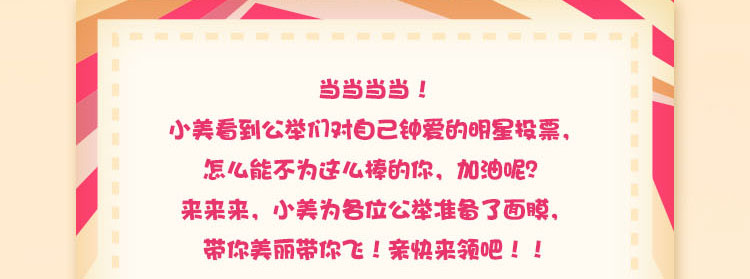 当当当当！
小美看到公举们对自己钟爱的明星投票，
怎么能不为这么棒的你，加油呢？
来来来，小美为各位公举准备了面膜，
带你美丽带你飞！亲快来领吧！！